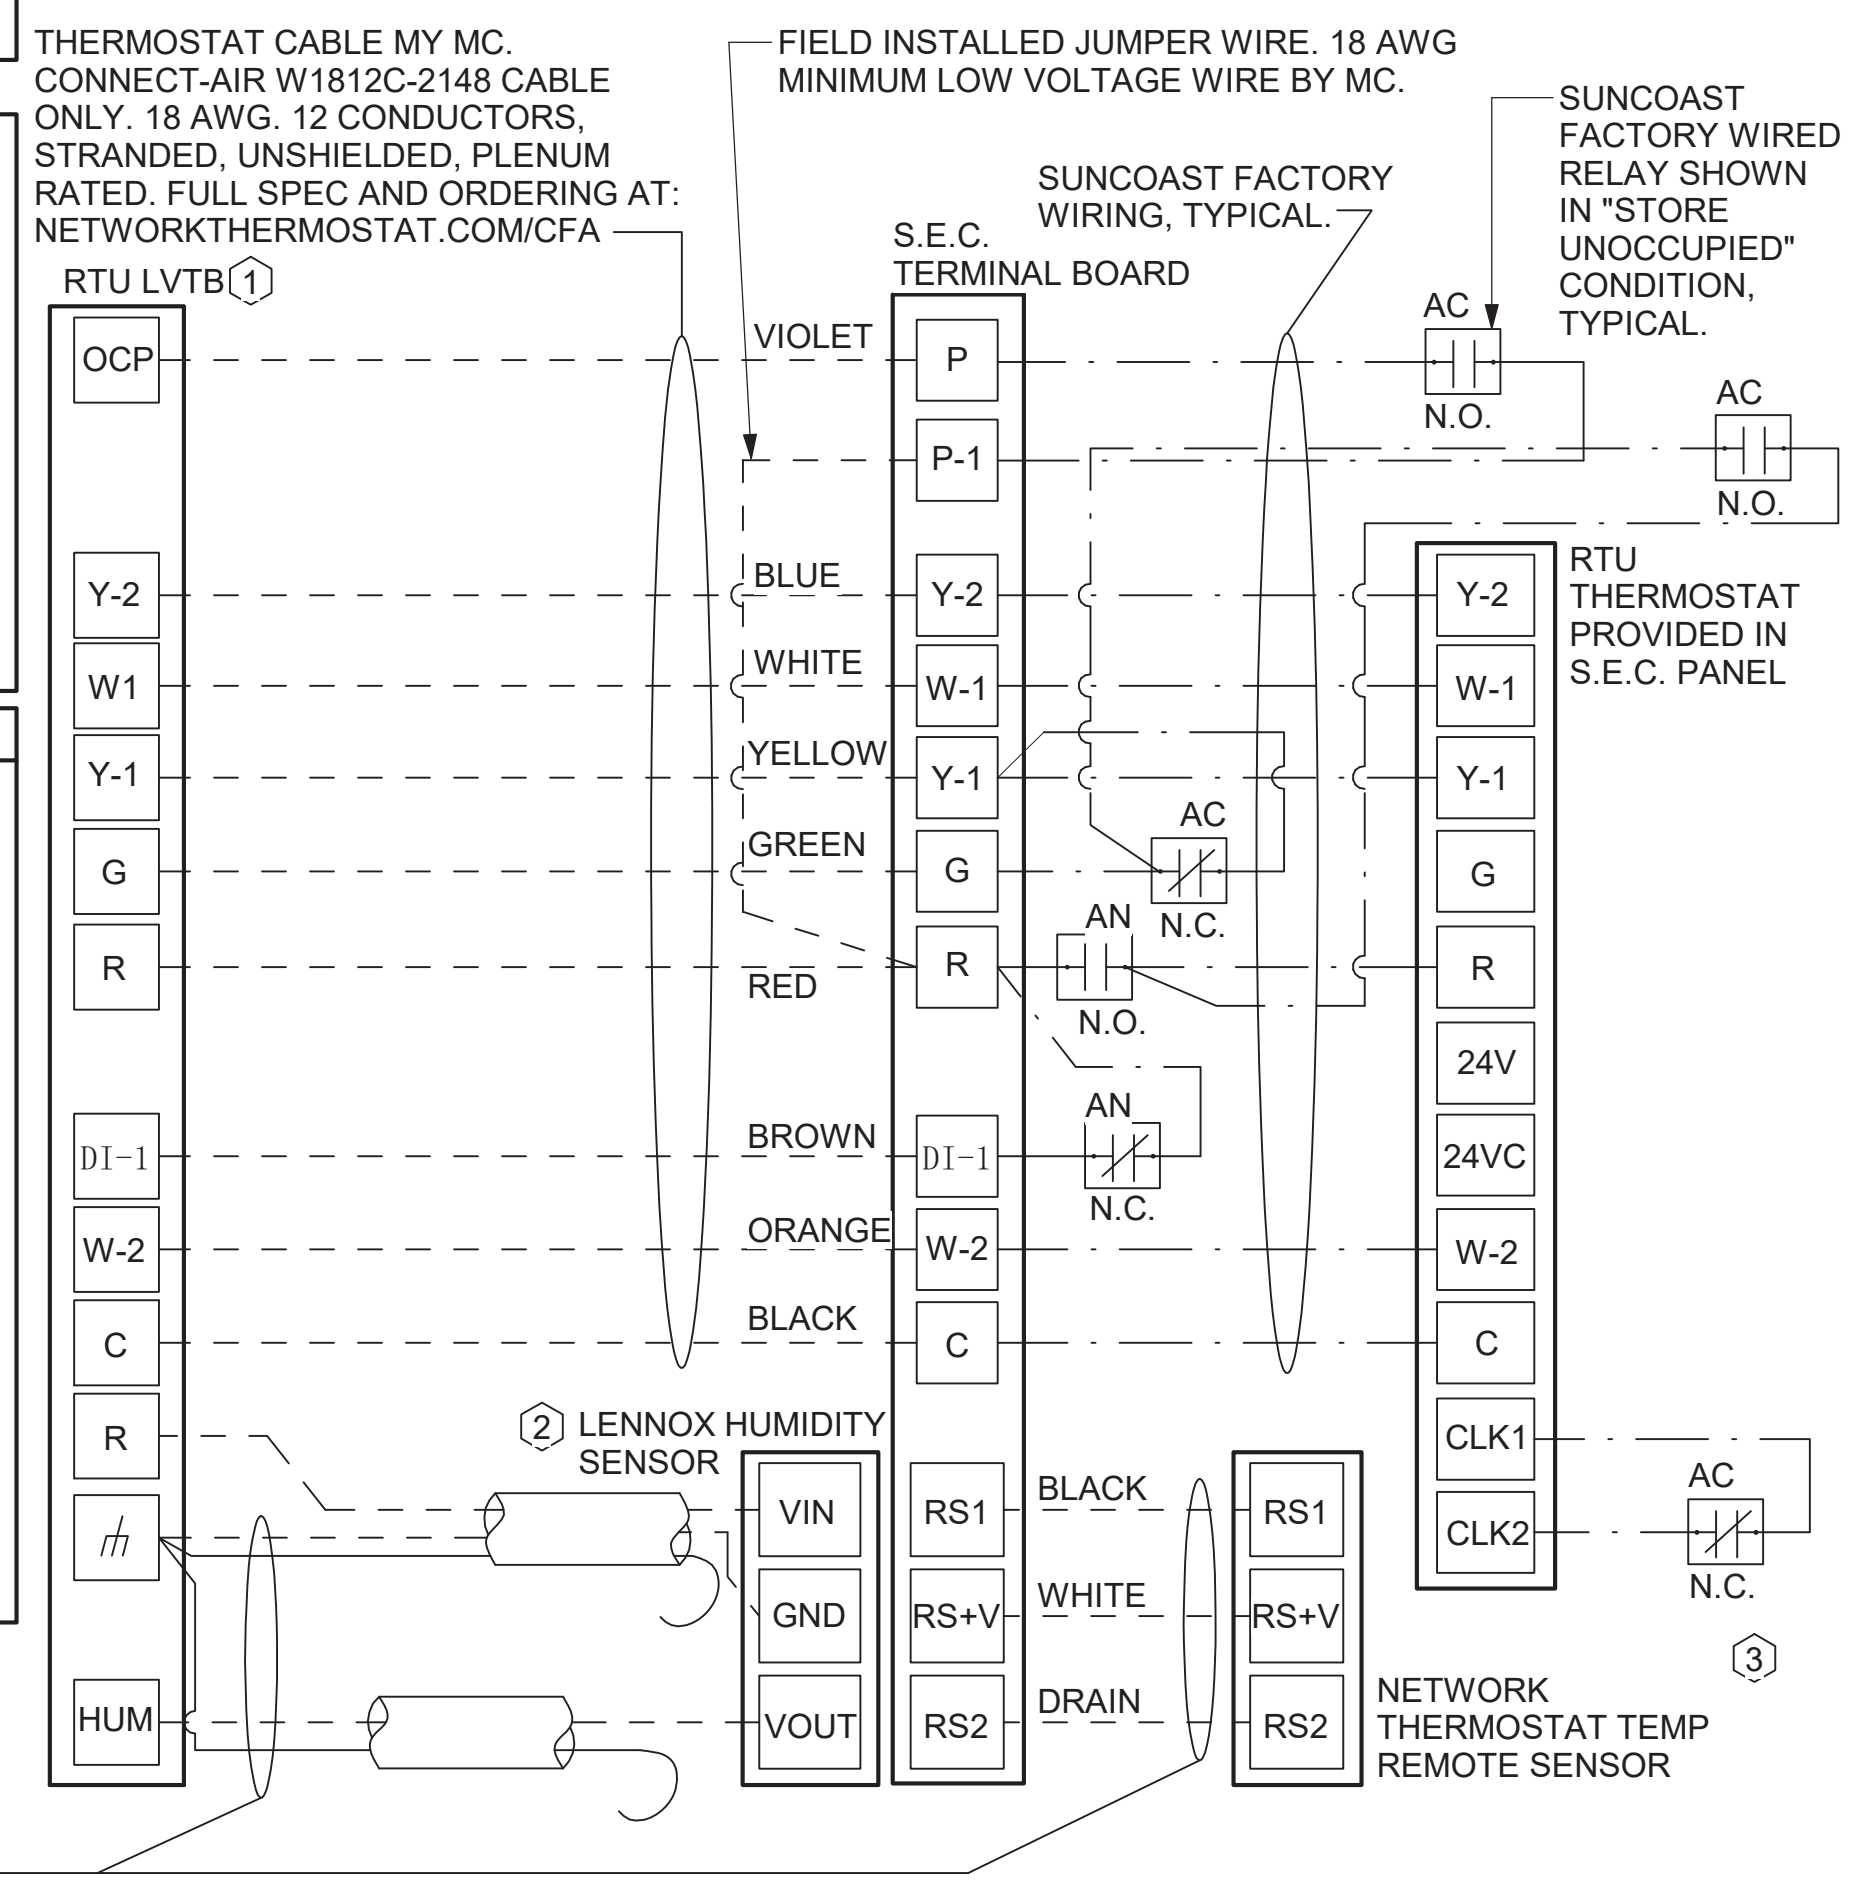 THERMOSTAT CABLE MY MC.
CONNECT-AIR W1812C-2148 CABLE
ONLY. 18 AWG. 12 CONDUCTORS,
STRANDED, UNSHIELDED, PLENUM
RATED. FULL SPEC AND ORDERING AT:
NETWORKTHERMOSTAT.COM/CFA
FIELD INSTALLED JUMPER WIRE. 18 AWG
MINIMUM LOW VOLTAGE WIRE BY MC.
SUNCOAST FACTORY
WIRING, TYPICAL.
SUNCOAST
FACTORY WIRED
RELAY SHOWN
IN "STORE
UNOCCUPIED"
CONDITION,
TYPICAL.
RTU LVTB 1
OCP
Y-2
W1
Y-1
G
R
DI-1
W-2
C
R
HUM
VIOLET
BLUE
WHITE
YELLOW
GREEN
RED
BROWN
ORANGE
BLACK
S.E.C.
TERMINAL BOARD
P
P-1
Y-2
W-1
Y-1
G
R
DI-1
W-2
C
RS1
RS+V
RS2
AC
N.O.
AC
N.O.
AC
N.C.
AN
N.O.
AN
N.C.
RTU
THERMOSTAT
PROVIDED IN
S.E.C. PANEL
Y-2
W-1
Y-1
G
R
24V
24VC
W-2
C
CLK1
CLK2
AC
N.C.
3
2 LENNOX HUMIDITY
SENSOR
VIN
GND
VOUT
BLACK
WHITE
DRAIN
RS1
RS+V
RS2
NETWORK
THERMOSTAT TEMP
REMOTE SENSOR